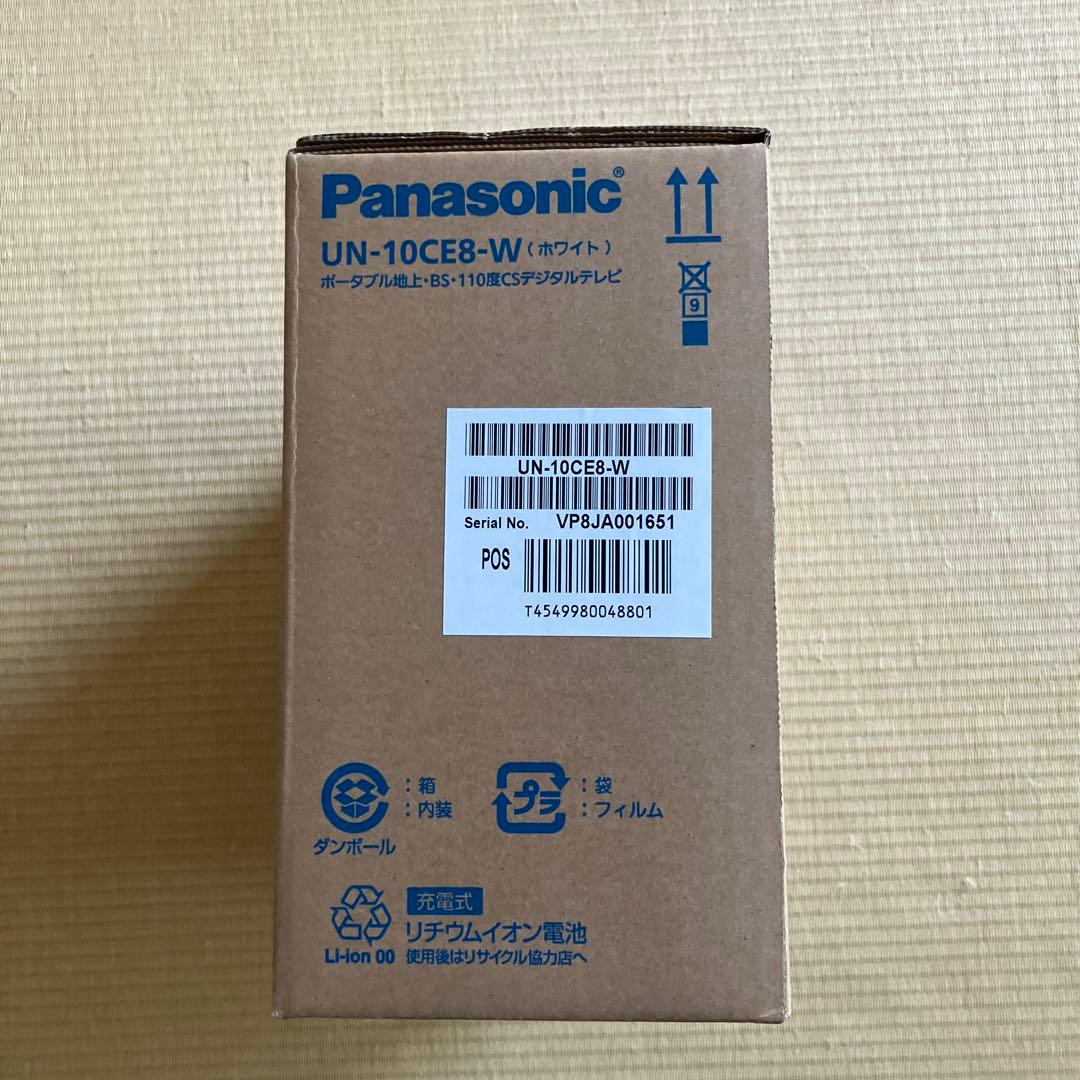 Panasonic®
UN-10CE8-W（ホワイト）
ポータブル地上・BS・110度CSデジタルテレビ
9
UN-10CE8-W
Serial No. VP8JA001651
POS
T4549980048801
：箱
：内装
ダンボール
プラ
：袋
：フィルム
充電式
リチウムイオン電池
Li-ion 00 使用後はリサイクル協力店へ